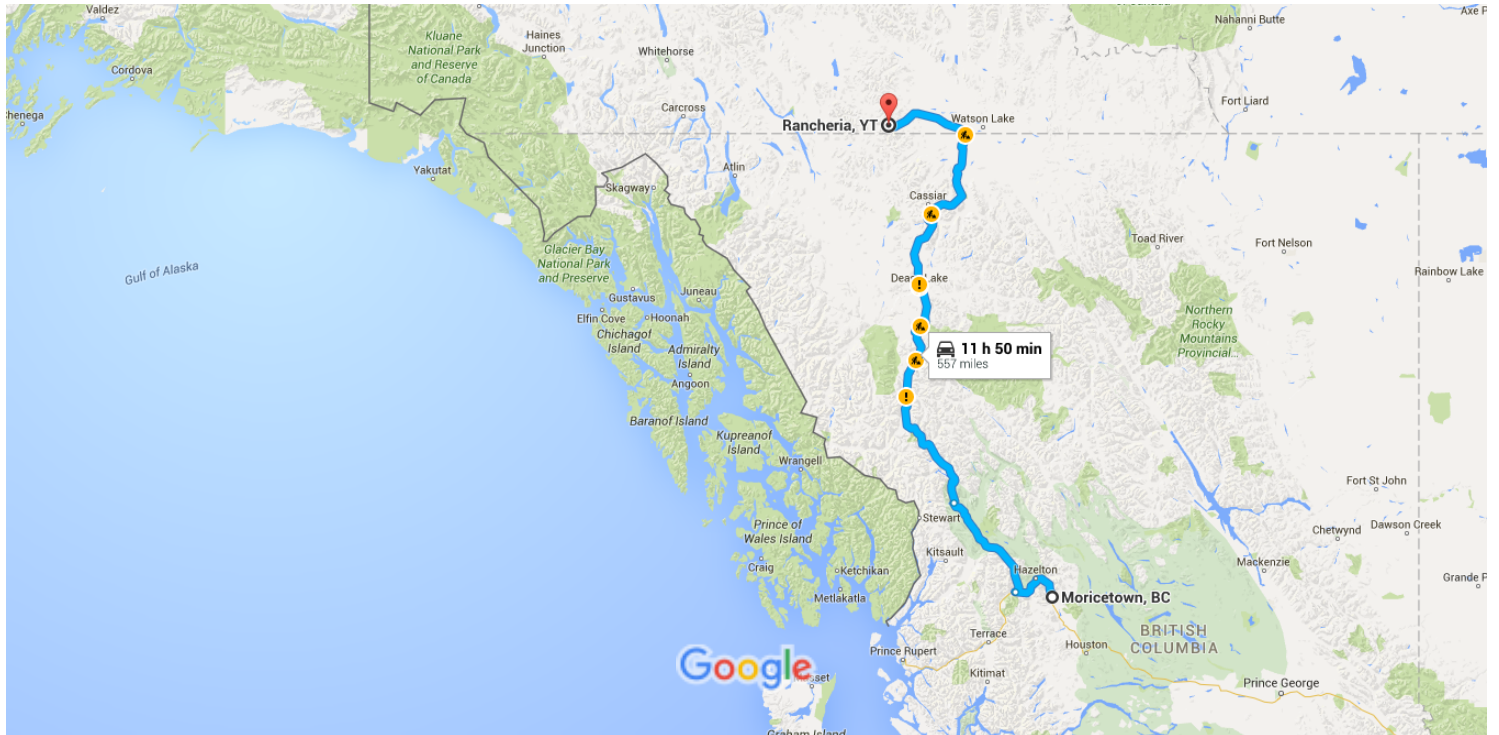 Valdez
Cordova
Chenega
Kluane
National Park
and Reserve
of Canada
Haines
Junction
Whitehorse
Carcross
Nahanni Butte
Fort Liard
Watson Lake
Rancheria, YT
Yakutat
Skagway
Atlin
Cassiar
Toad River
Fort Nelson
Rainbow Lake
Gulf of Alaska
Glacier Bay
National Park
and Preserve
Gustavus
Juneau
Elfin Cove
Hoonah
Chichagof
Island
Admiralty
Island
Angoon
Lake
Northern
Rocky
Mountains
Provincial...
11 h 50 min
557 miles
Baranof Island
Kupreanof
Island
Wrangell
Prince of
Wales Island
Craig
Ketchikan
Metlakatla
Stewart
Kitsault
Hazelton
Moricetown, BC
Fort St John
Chetwynd
Dawson Creek
Mackenzie
Grande P
BRITISH
COLUMBIA
Terrace
Houston
Prince Rupert
Kitimat
Prince George
Google
Graham Island